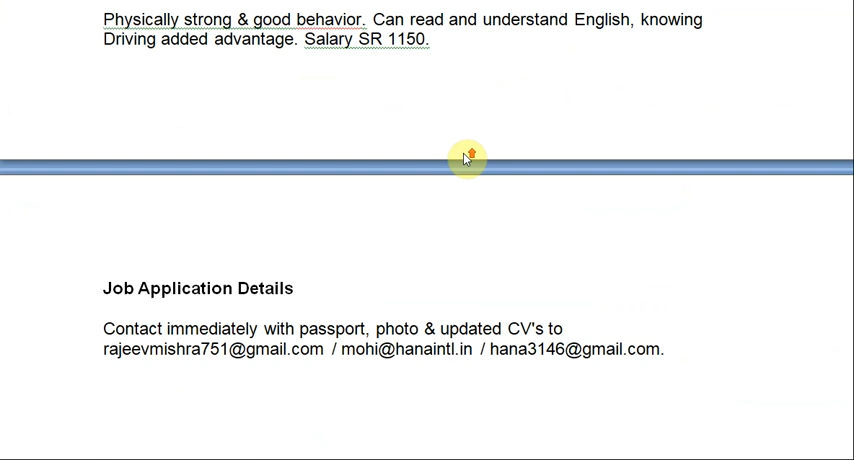 Physically strong & good behavior. Can read and understand English, knowing
Driving added advantage. Salary SR 1150.
Job Application Details
Contact immediately with passport, photo & updated CV's to
rajeevmishra751@gmail.com / mohi@hanaintl.in / hana3146@gmail.com.